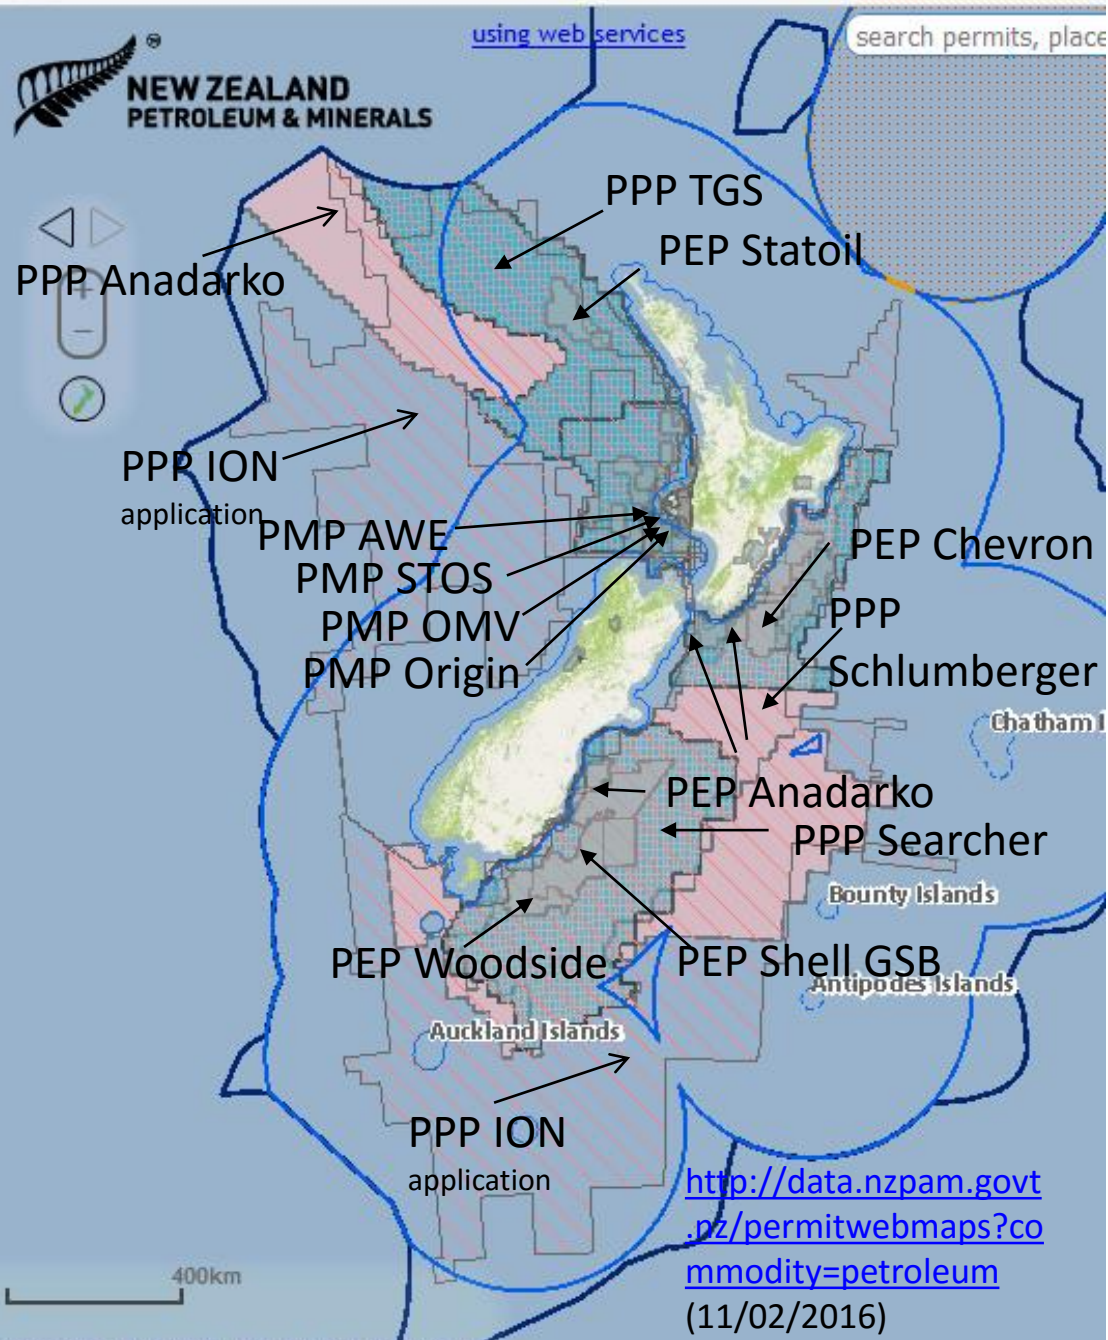 using web services
search permits, place
®
NEW ZEALAND
PETROLEUM & MINERALS
PPP TGS
PEP Statoil
PPP Anadarko
PPP ION
application
PMP AWE
PMP STOS
PMP OMV
PMP Origin
PEP Chevron
PPP
Schlumberger
Chatham I
PEP Anadarko
PPP Searcher
Bounty Islands
PEP Woodside
PEP Shell GSB
Antipodes Islands
Auckland Islands
PPP ION
application
http://data.nzpam.govt
.nz/permitwebmaps?co
mmodity=petroleum
(11/02/2016)
400km